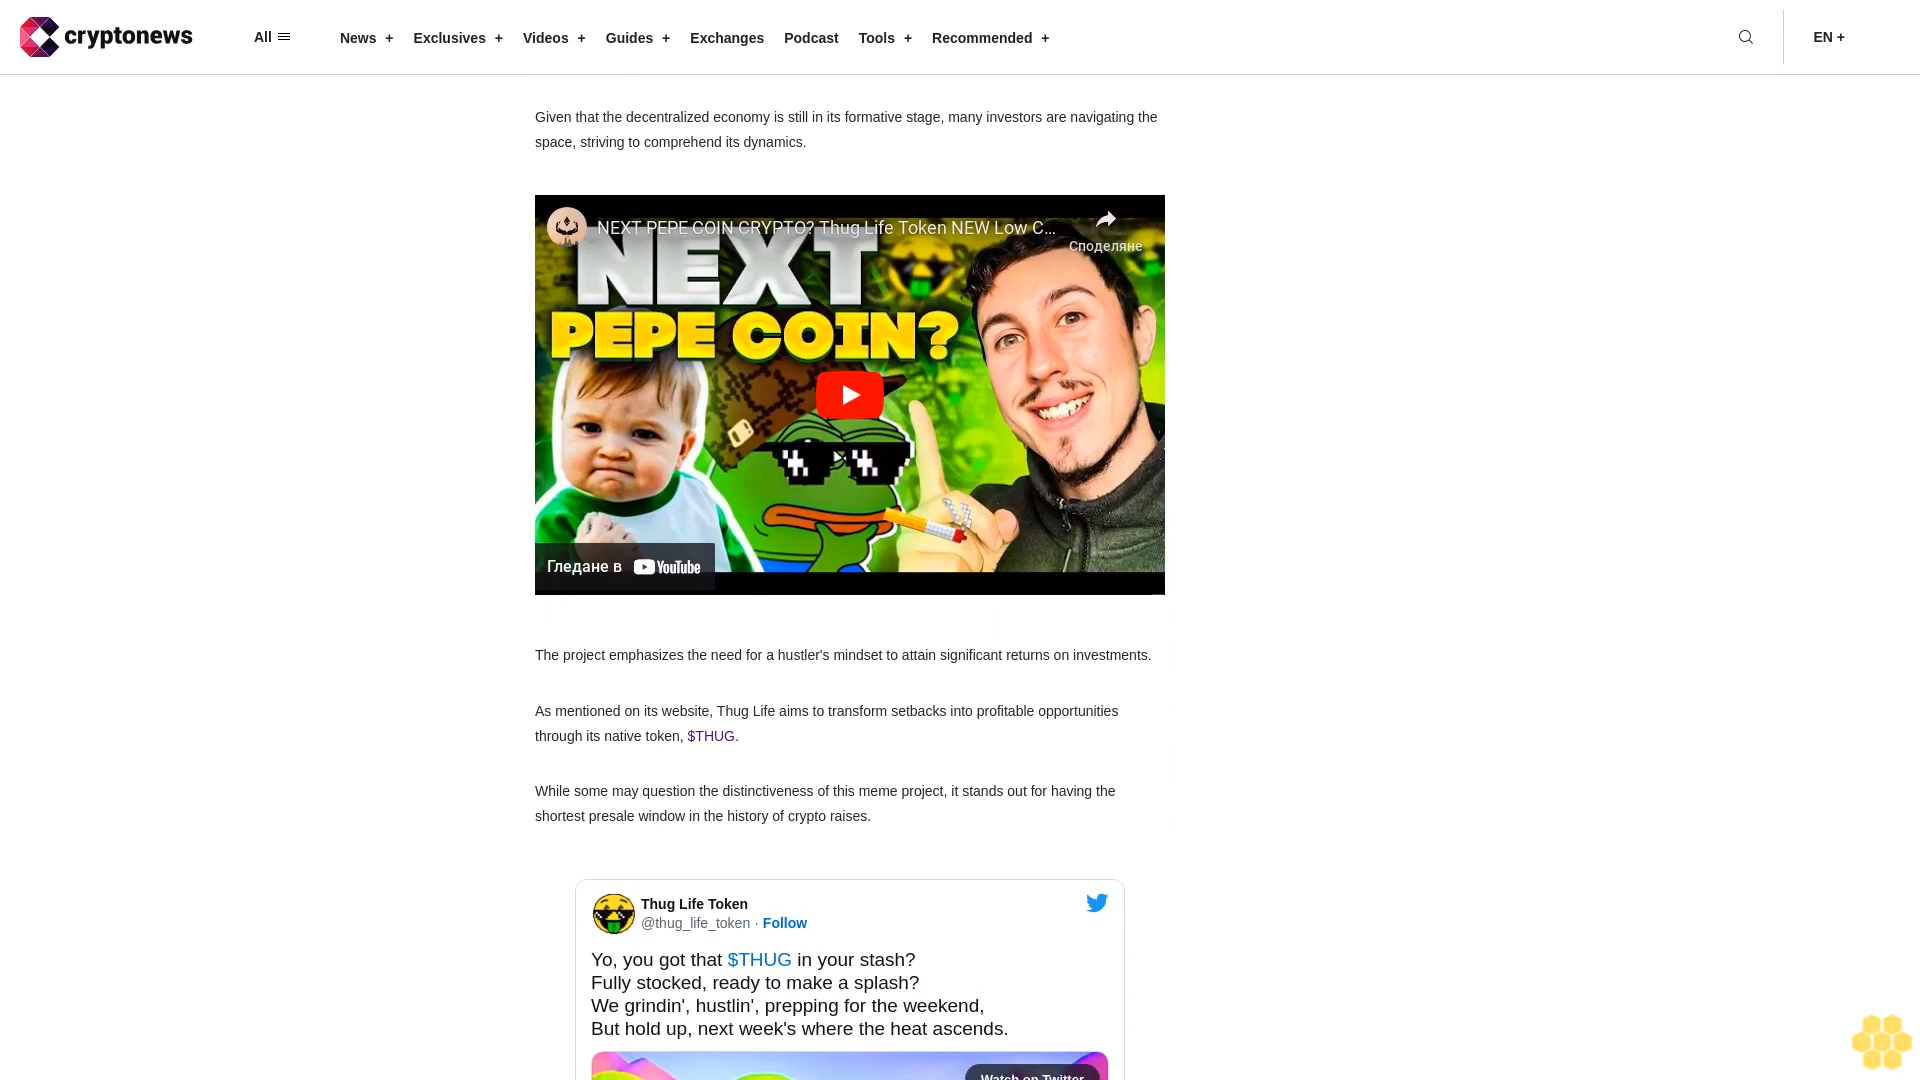 cryptonews
All
News +
Exclusives +
Videos +
Guides +
Exchanges
Podcast
Tools +
Recommended +
EN +
Given that the decentralized economy is still in its formative stage, many investors are navigating the
space, striving to comprehend its dynamics.
NEXT PEPE COIN CRYPTO? Thug Life Token NEW Low C...
Споделяне
NEXT
PEPE COIN?
Гледане в YouTube
The project emphasizes the need for a hustler's mindset to attain significant returns on investments.
As mentioned on its website, Thug Life aims to transform setbacks into profitable opportunities
through its native token, $THUG.
While some may question the distinctiveness of this meme project, it stands out for having the
shortest presale window in the history of crypto raises.
Thug Life Token
@thug_life_token · Follow
Yo, you got that $THUG in your stash?
Fully stocked, ready to make a splash?
We grindin', hustlin', prepping for the weekend,
But hold up, next week's where the heat ascends.
Watch on Twitter